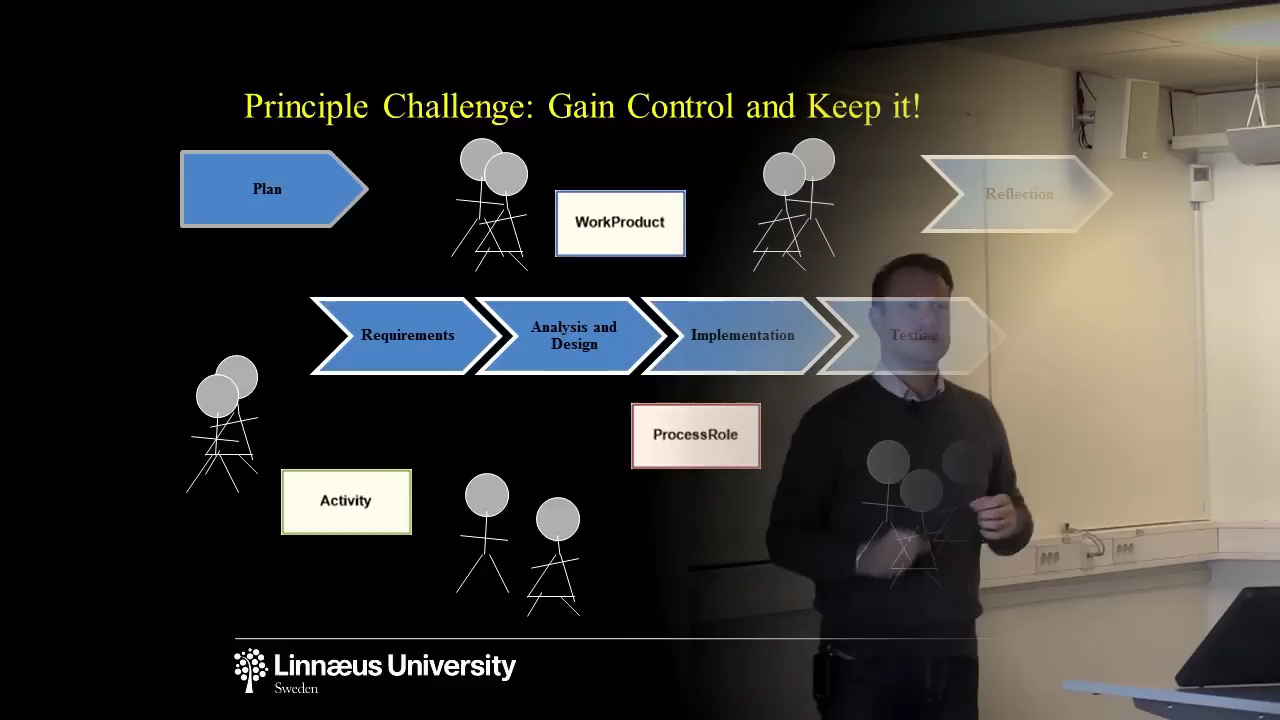 Principle Challenge: Gain Control and Keep it!
Plan
WorkProduct
Reflection
Requirements
Analysis and
Design
Implementation
Testing
ProcessRole
Activity
Linnæus University
Sweden